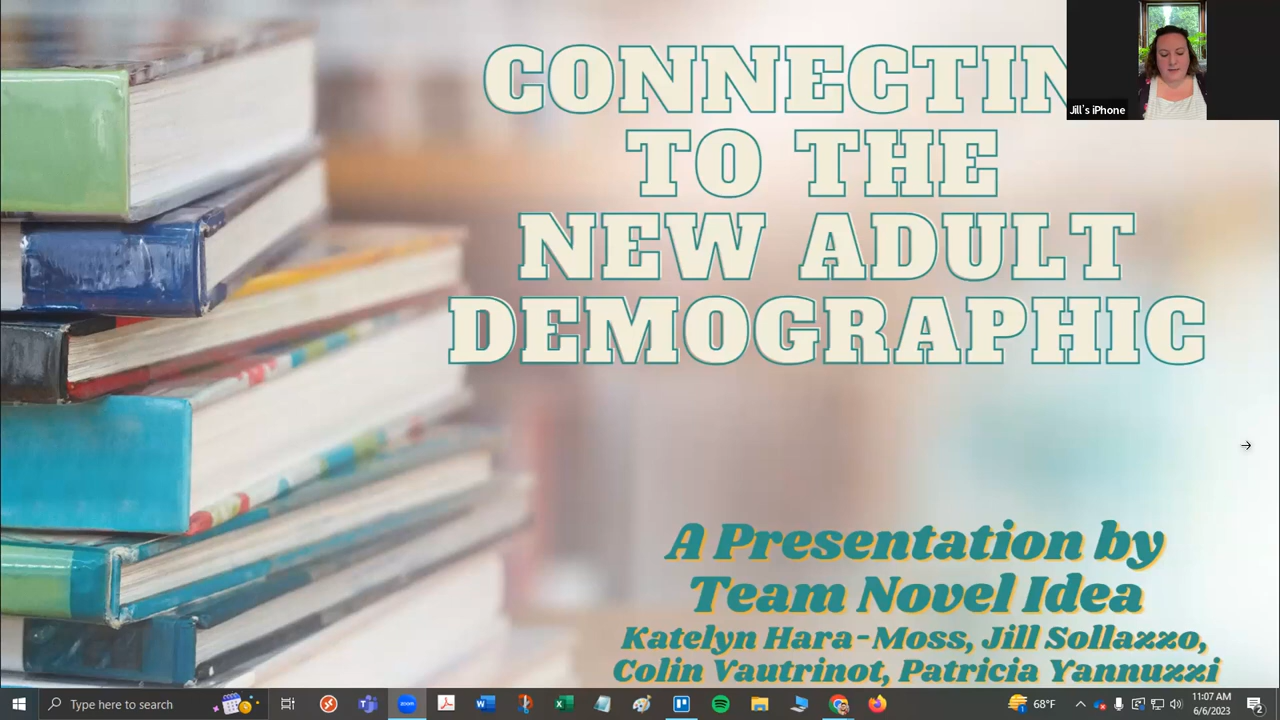 CONNECTIN
TO THE
NEW ADULT
DEMOGRAPHIC
Jill's iPhone
A Presentation by
Team Novel Idea
Katelyn Hara-Moss, Jill Sollazzo,
Colin Vautrinot, Patricia Yannuzzi
Type here to search
68°F
11:07 AM
6/6/2023
2